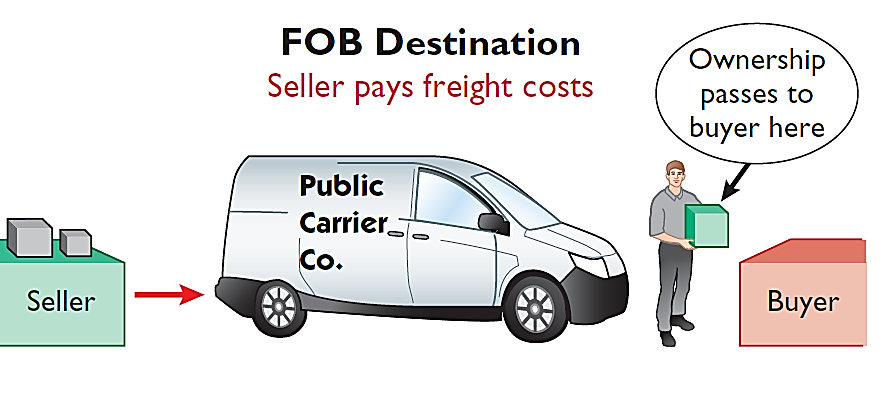 FOB Destination
Seller pays freight costs
Ownership
passes to
buyer here
Public
Carrier
Co.
Seller
Buyer